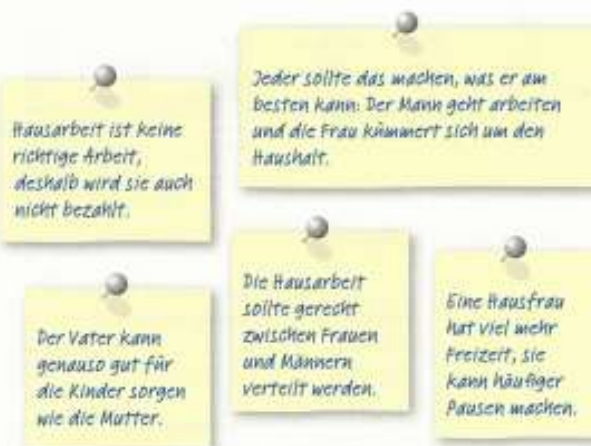 Hausarbeit ist keine
richtige Arbeit,
deshalb wird sie auch
nicht bezahlt.
Jeder sollte das machen, was er am
besten kann: Der Mann geht arbeiten
und die Frau kümmert sich um den
Haushalt.
Der Vater kann
genauso gut für
die Kinder sorgen
wie die Mutter.
Die Hausarbeit
sollte gerecht
zwischen Frauen
und Männern
verteilt werden.
Eine Hausfrau
hat viel mehr
Freizeit, sie
kann häufiger
Pausen machen.